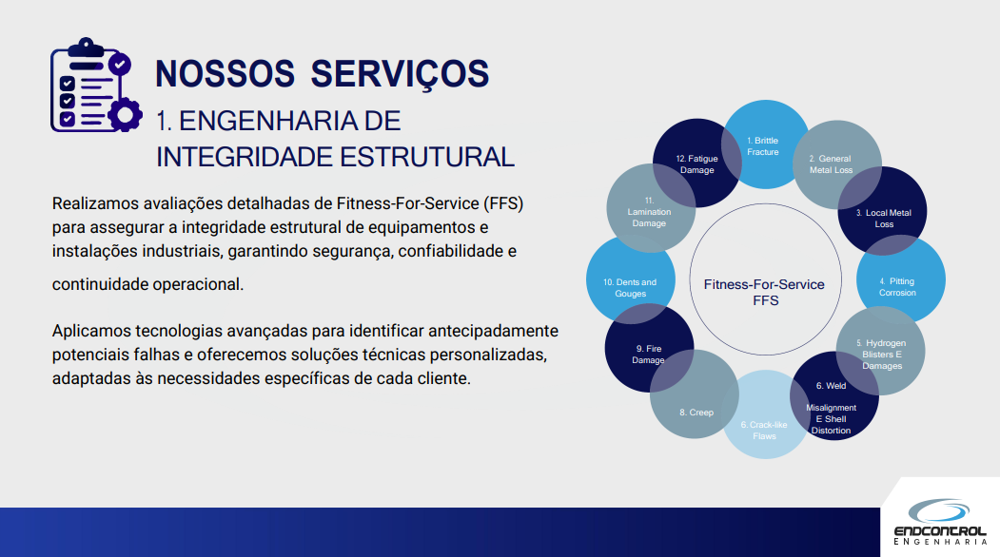 NOSSOS SERVIÇOS
1. ENGENHARIA DE
INTEGRIDADE ESTRUTURAL
Realizamos avaliações detalhadas de Fitness-For-Service (FFS)
para assegurar a integridade estrutural de equipamentos e
instalações industriais, garantindo segurança, confiabilidade e
continuidade operacional.
Aplicamos tecnologias avançadas para identificar antecipadamente
potenciais falhas e oferecemos soluções técnicas personalizadas,
adaptadas às necessidades específicas de cada cliente.
Fitness-For-Service
FFS
1. Brittle
Fracture
2. General
Metal Loss
3. Local Metal
Loss
4. Pitting
Corrosion
5. Hydrogen
Blisters E
Damages
6. Weld
Misalignment
E Shell
Distortion
6. Crack-like
Flaws
8. Creep
9. Fire
Damage
10. Dents and
Gouges
11.
Lamination
Damage
12. Fatigue
Damage
ENDCONTROL
ENGENHARIA